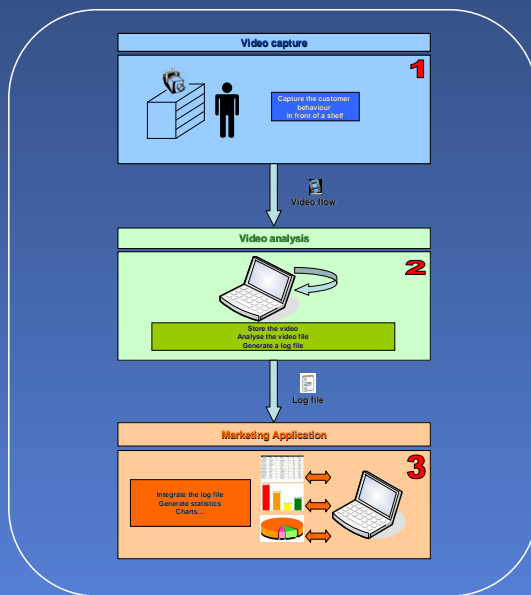 Video capture
1
Capture the customer
behaviour
in front of a shelf
Video flow
Video analysis
2
Store the video
Analyse the video file
Generate a log file
Log file
Marketing Application
3
Integrate the log file
Generate statistics
Charts...